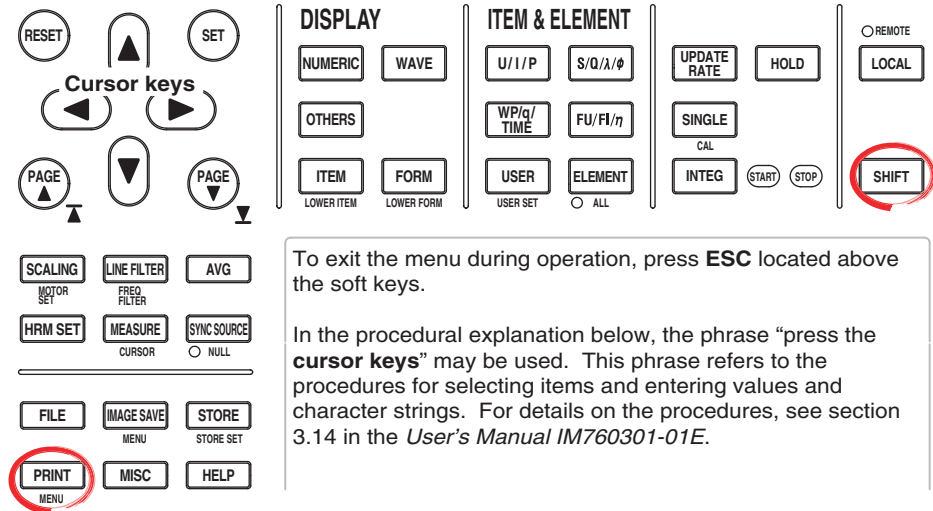 RESET
SET
Cursor keys
PAGE
PAGE
DISPLAY
NUMERIC
WAVE
OTHERS
ITEM
FORM
LOWER ITEM
LOWER FORM
ITEM & ELEMENT
U/I/P
S/Q/λ/ϕ
WP/q/
TIME
FU/FI/η
USER
ELEMENT
USER SET
ALL
UPDATE
RATE
HOLD
SINGLE
CAL
INTEG
START
STOP
REMOTE
LOCAL
SHIFT
SCALING
LINE FILTER
AVG
MOTOR
SET
FREQ
FILTER
HRM SET
MEASURE
SYNC SOURCE
CURSOR
NULL
FILE
IMAGE SAVE
STORE
MENU
STORE SET
PRINT
MISC
HELP
MENU
To exit the menu during operation, press ESC located above
the soft keys.
In the procedural explanation below, the phrase “press the
cursor keys” may be used.  This phrase refers to the
procedures for selecting items and entering values and
character strings.  For details on the procedures, see section
3.14 in the User's Manual IM760301-01E.